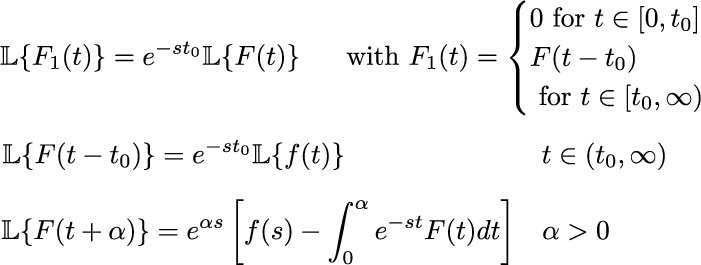 𝕃{F₁(t)} = e^{-st₀}𝕃{F(t)} with F₁(t) = { 0 for t ∈ [0, t₀]
F(t − t₀)
for t ∈ [t₀, ∞)
𝕃{F(t − t₀)} = e^{-st₀}𝕃{f(t)} t ∈ (t₀, ∞)
𝕃{F(t + α)} = e^{αs} [f(s) − ∫₀^α e^{-st}F(t)dt] α > 0